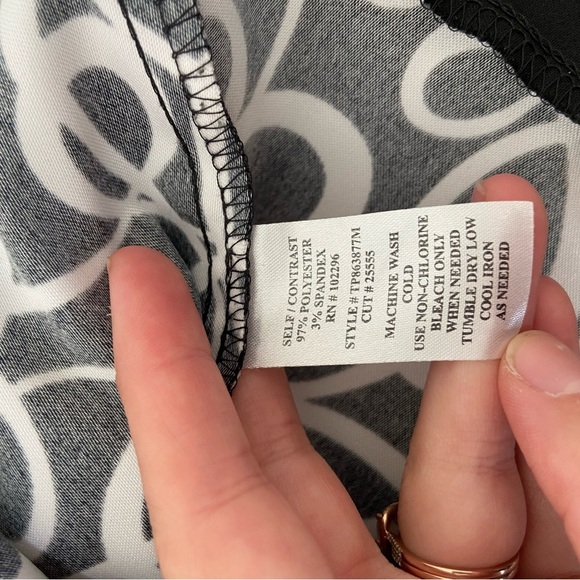 SELF / CONTRAST
97% POLYESTER
3% SPANDEX
RN # 102296
STYLE # TP863877M
CUT # 25555
MACHINE WASH
COLD
USE NON-CHLORINE
BLEACH ONLY
WHEN NEEDED
TUMBLE DRY LOW
COOL IRON
AS NEEDED